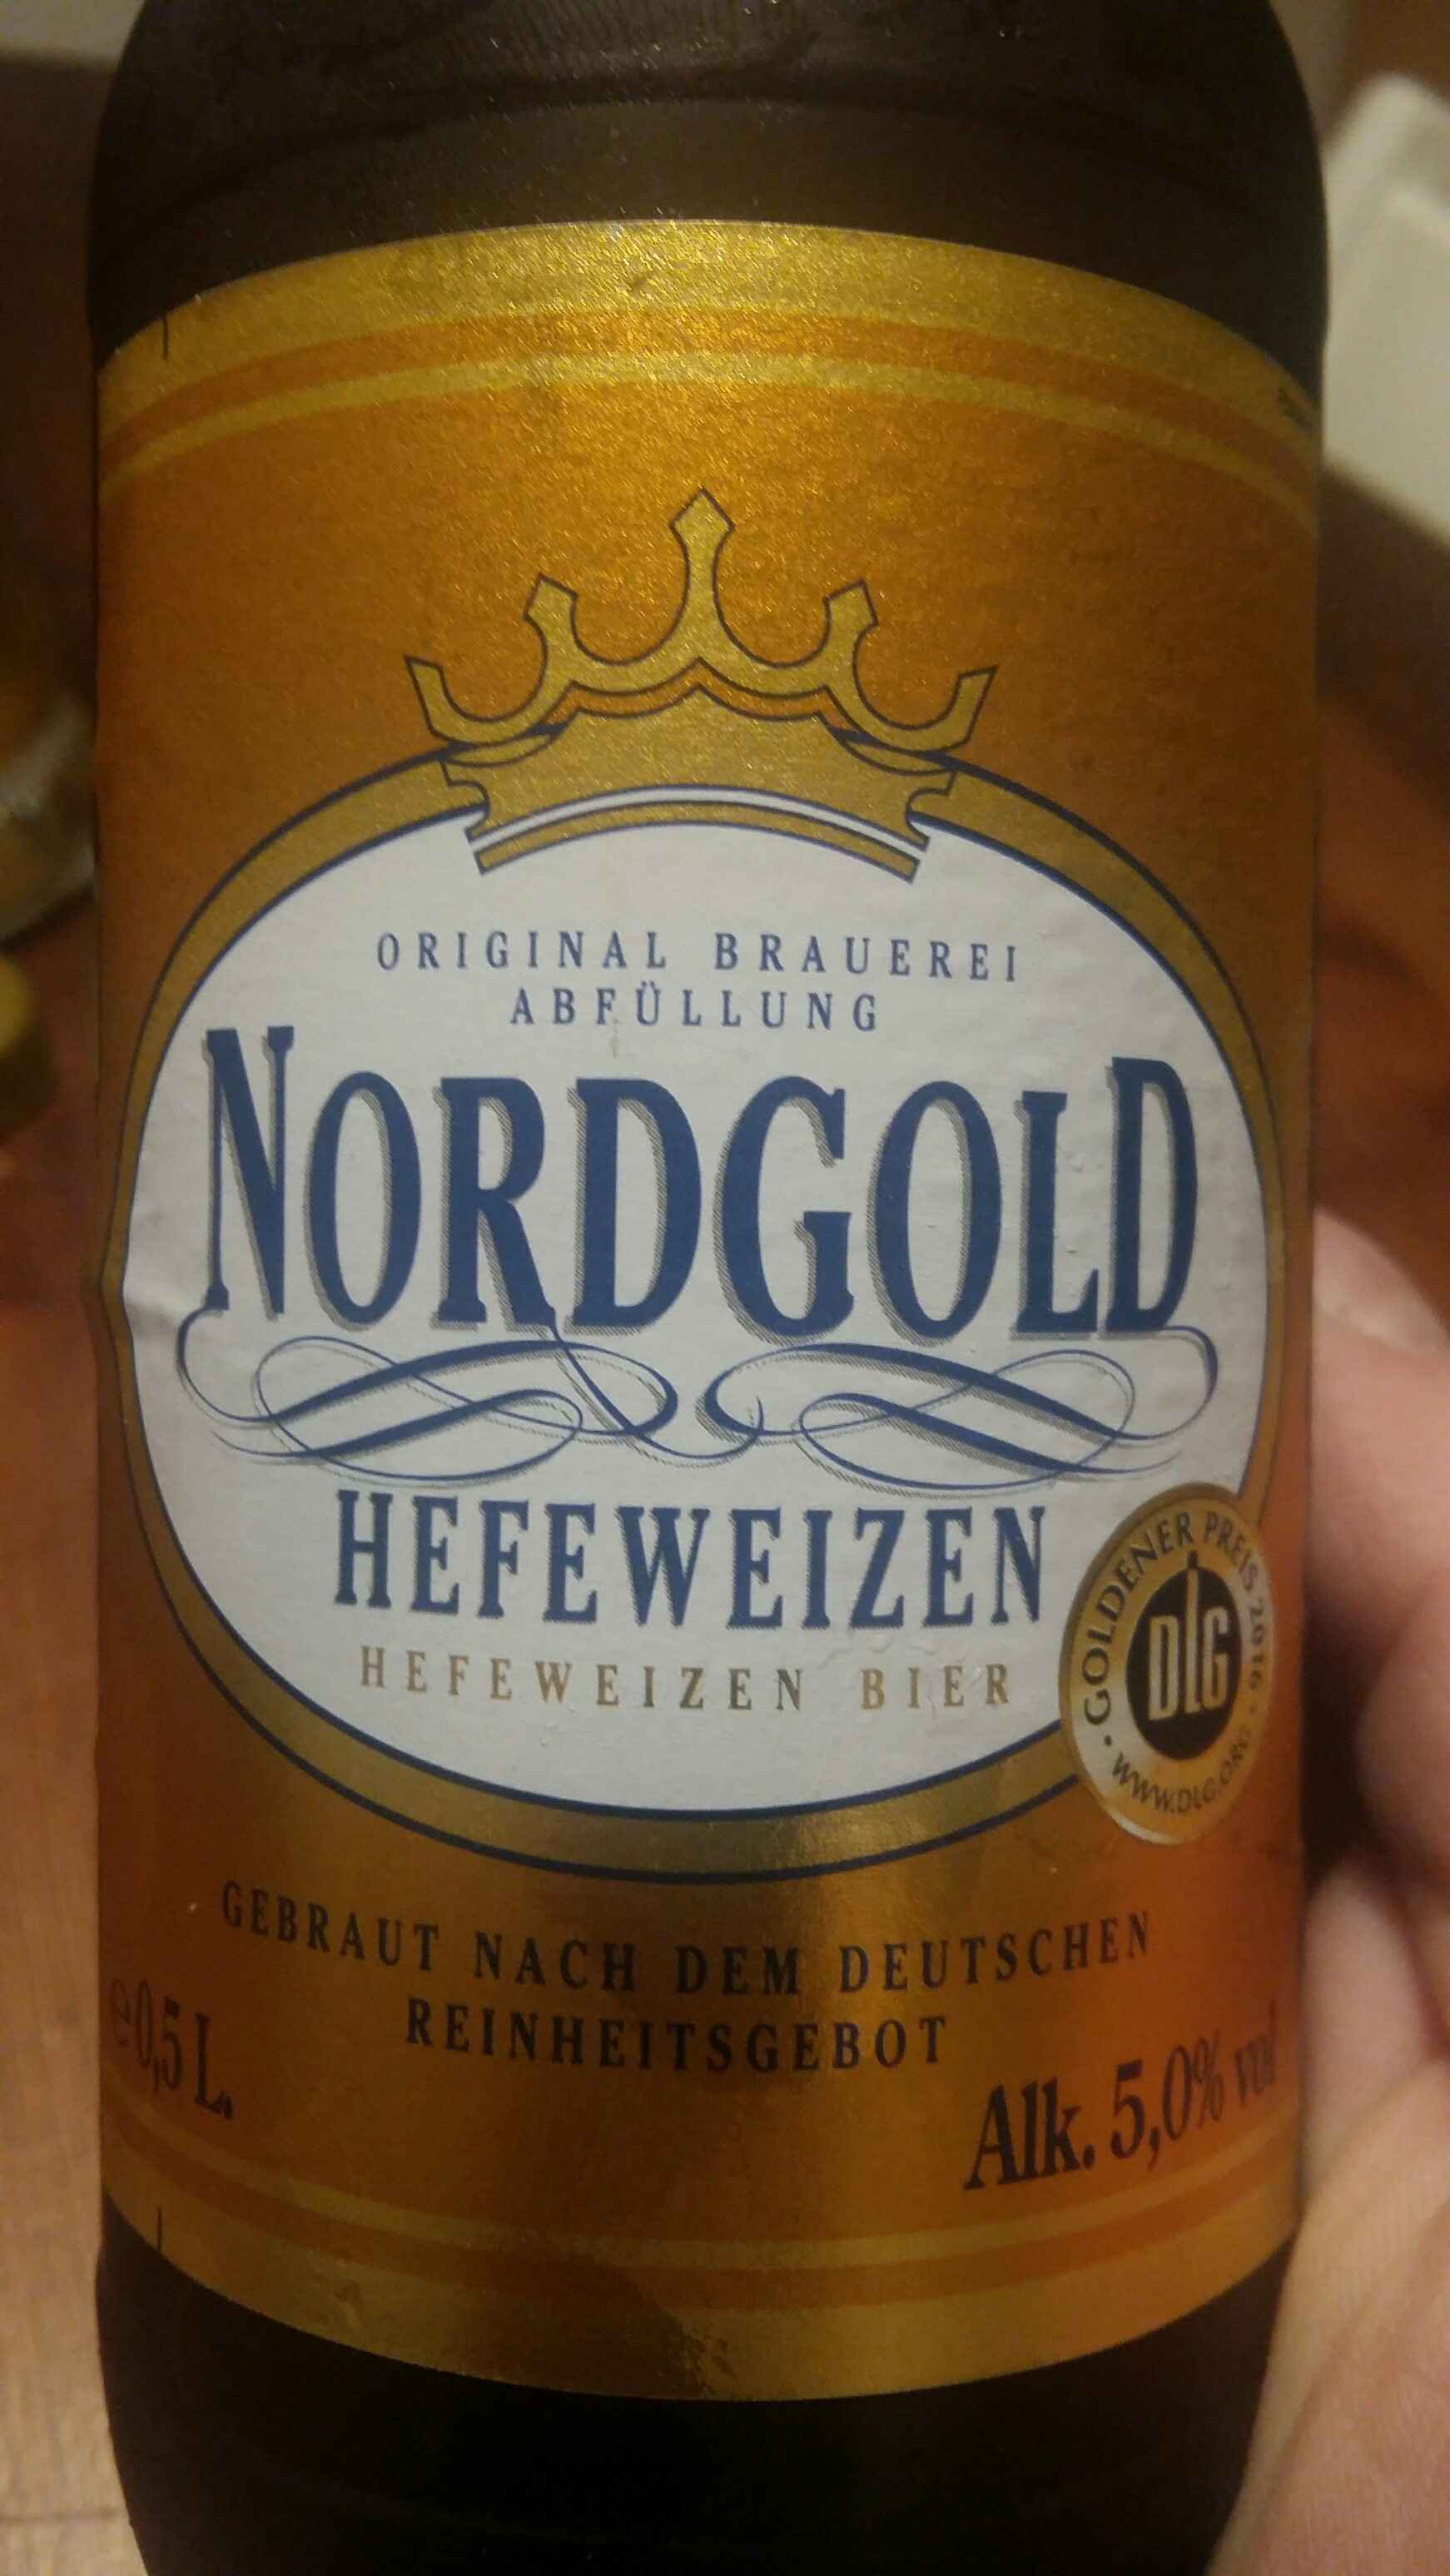 ORIGINAL BRAUEREI
ABFÜLLUNG
NORDGOLD
HEFEWEIZEN
HEFEWEIZEN BIER
GOLDENER PREIS 2016
DLG
WWW.DLG.ORG
GEBRAUT NACH DEM DEUTSCHEN
REINHEITSGEBOT
e0,5 L.
Alk. 5,0% vol